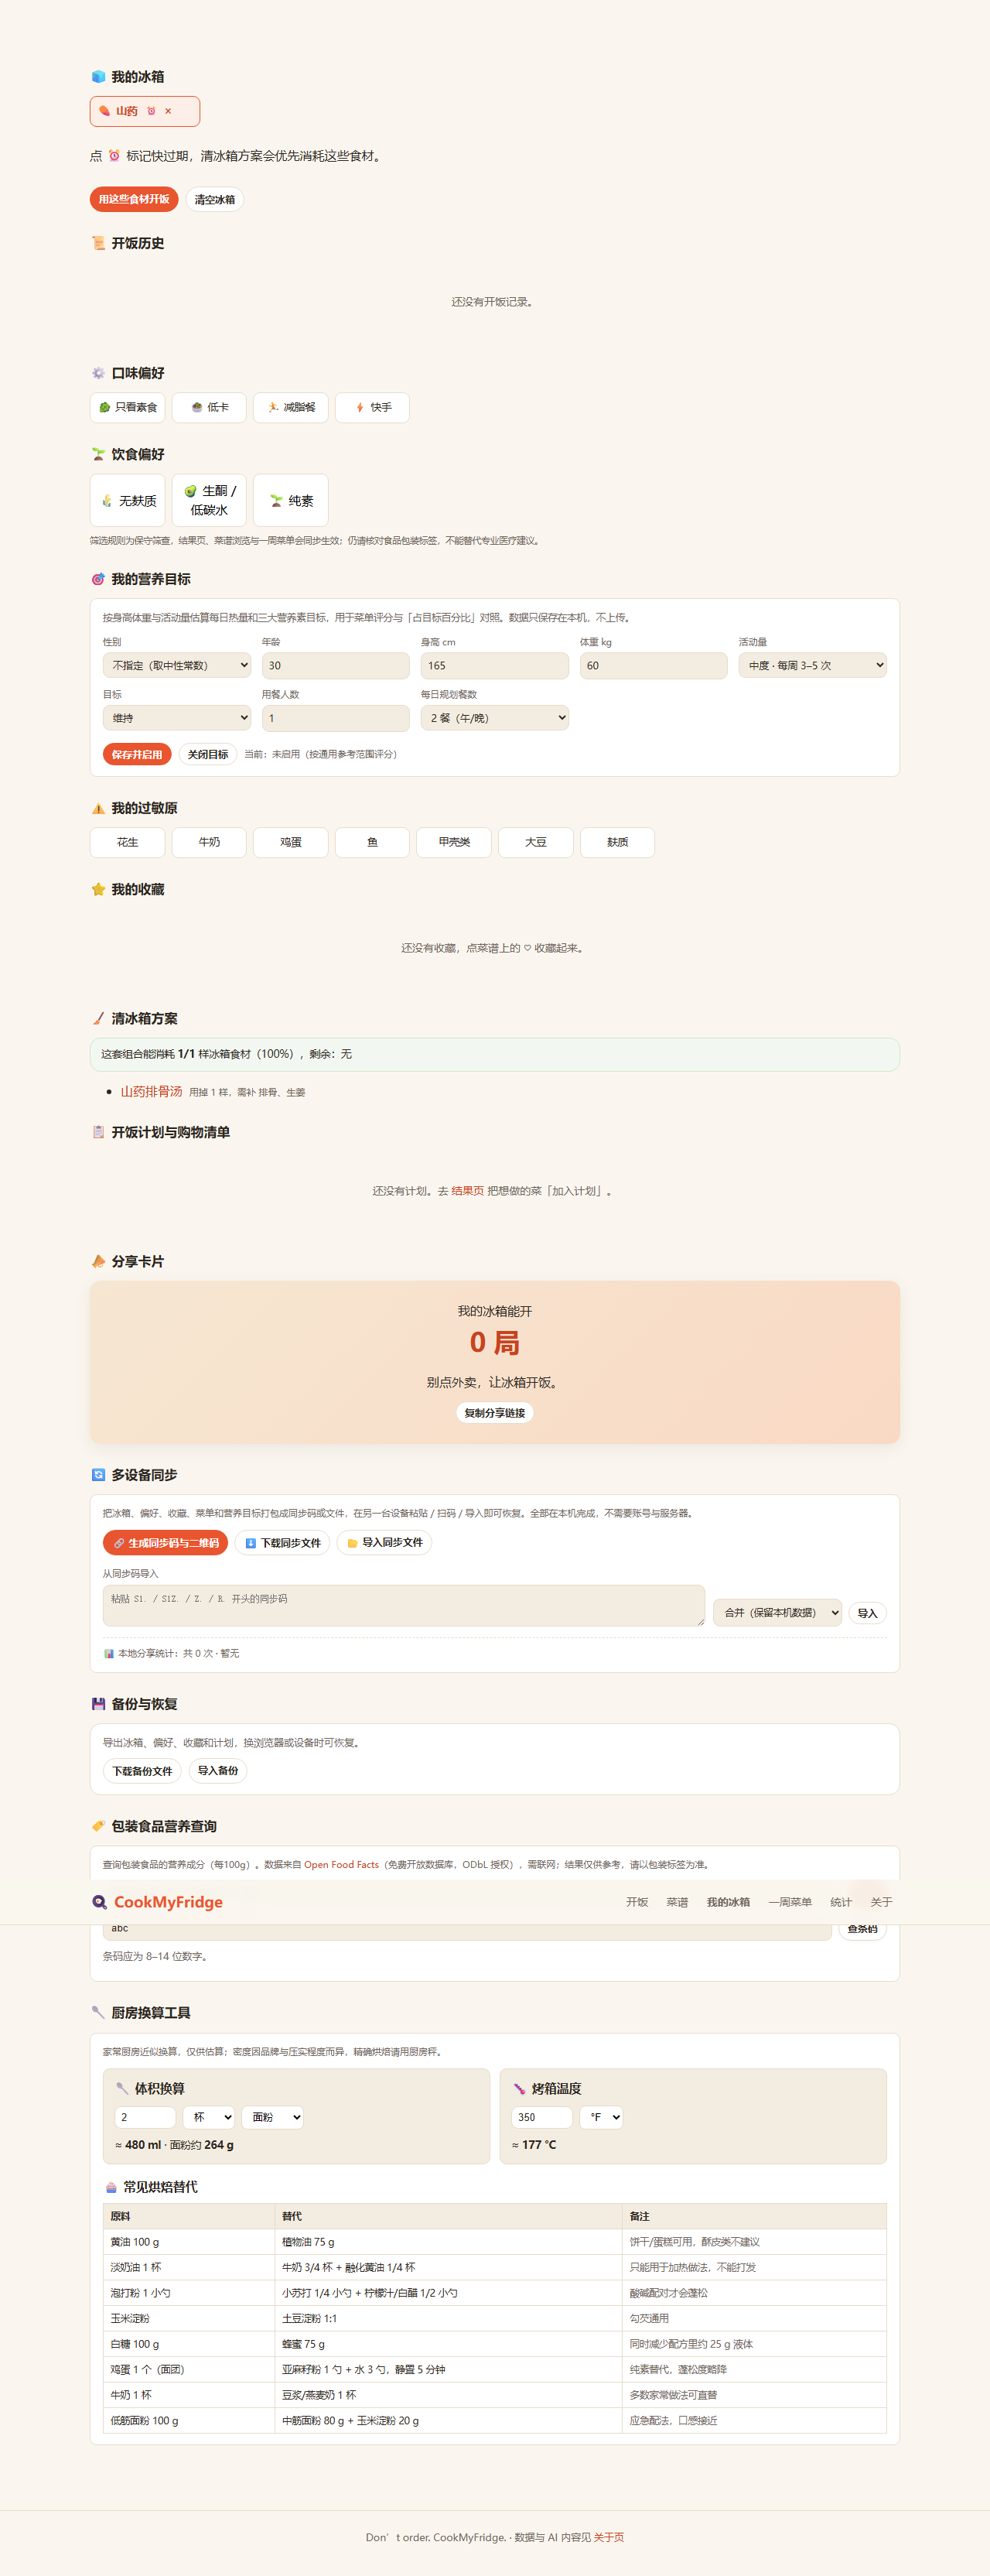 我的冰箱
山药 ×
点 ⏰ 标记快过期，清冰箱方案会优先消耗这些食材。
用这些食材开饭 清空冰箱
开饭历史
还没有开饭记录。
口味偏好
只看素食 低卡 减脂餐 快手
饮食偏好
无麸质 生酮 / 低碳水 纯素
筛选规则为保守筛查，结果页、菜谱浏览与一周菜单会同步生效；仍请核对食品包装标签，不能替代专业医疗建议。
我的营养目标
按身高体重与活动量估算每日热量和三大营养素目标，用于菜单评分与「占目标百分比」对照。数据只保存在本机，不上传。
性别 年龄 身高 cm 体重 kg 活动量
不指定（取中性常数） 30 165 60 中度 · 每周 3–5 次
目标 用餐人数 每日规划餐数
维持 1 2 餐（午/晚）
保存并启用 关闭目标 当前：未启用（按通用参考范围评分）
我的过敏原
花生 牛奶 鸡蛋 鱼 甲壳类 大豆 麸质
我的收藏
还没有收藏，点菜谱上的 ♡ 收藏起来。
清冰箱方案
这套组合能消耗 1/1 样冰箱食材（100%），剩余：无
• 山药排骨汤 用掉 1 样，需补 排骨、生姜
开饭计划与购物清单
还没有计划。去 结果页 把想做的菜「加入计划」。
分享卡片
我的冰箱能开
0 局
别点外卖，让冰箱开饭。
复制分享链接
多设备同步
把冰箱、偏好、收藏、菜单和营养目标打包成同步码或文件，在另一台设备粘贴 / 扫码 / 导入即可恢复。全部在本机完成，不需要账号与服务器。
生成同步码与二维码 下载同步文件 导入同步文件
从同步码导入
粘贴 S1. / S1Z. / Z. / R. 开头的同步码 合并（保留本机数据） 导入
本地分享统计：共 0 次 · 暂无
备份与恢复
导出冰箱、偏好、收藏和计划，换浏览器或设备时可恢复。
下载备份文件 导入备份
包装食品营养查询
查询包装食品的营养成分（每100g）。数据来自 Open Food Facts（免费开放数据库，ODbL 授权），需联网；结果仅供参考，请以包装标签为准。
CookMyFridge 开饭 菜谱 我的冰箱 一周菜单 统计 关于
abc 查条码
条码应为 8–14 位数字。
厨房换算工具
家常厨房近似换算，仅供估算；密度因品牌与压实程度而异，精确烘焙请用厨房秤。
体积换算 烤箱温度
2 杯 面粉 350 °F
≈ 480 ml · 面粉约 264 g ≈ 177 °C
常见烘焙替代
原料 替代 备注
黄油 100 g 植物油 75 g 饼干/蛋糕可用，酥皮类不建议
淡奶油 1 杯 牛奶 3/4 杯 + 融化黄油 1/4 杯 只能用于加热做法，不能打发
泡打粉 1 小勺 小苏打 1/4 小勺 + 柠檬汁/白醋 1/2 小勺 酸碱配对才会蓬松
玉米淀粉 土豆淀粉 1:1 勾芡通用
白糖 100 g 蜂蜜 75 g 同时减少配方里约 25 g 液体
鸡蛋 1 个（面团） 亚麻籽粉 1 勺 + 水 3 勺，静置 5 分钟 纯素替代，蓬松度略降
牛奶 1 杯 豆浆/燕麦奶 1 杯 多数家常做法可直替
低筋面粉 100 g 中筋面粉 80 g + 玉米淀粉 20 g 应急配法，口感接近
Don’t order. CookMyFridge. · 数据与 AI 内容见 关于页